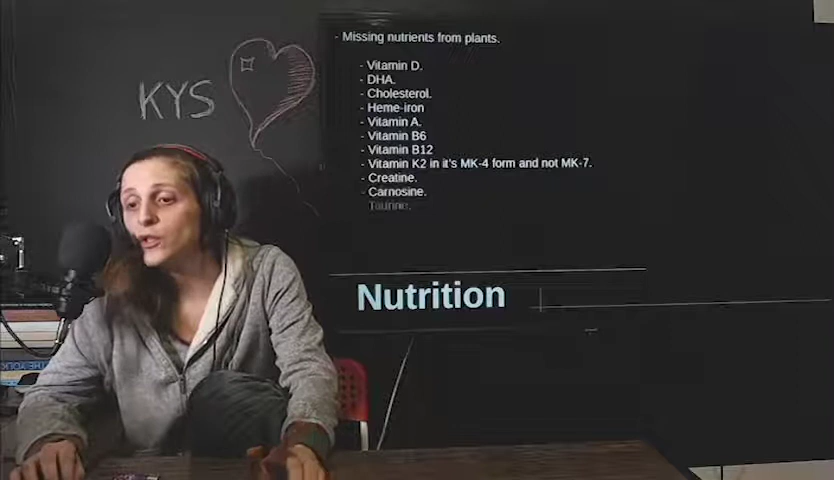 KYS
- Missing nutrients from plants.
- Vitamin D.
- DHA.
- Cholesterol.
- Heme-iron
- Vitamin A.
- Vitamin B6
- Vitamin B12
- Vitamin K2 in it's MK-4 form and not MK-7.
- Creatine.
- Carnosine.
Taurine.
Nutrition